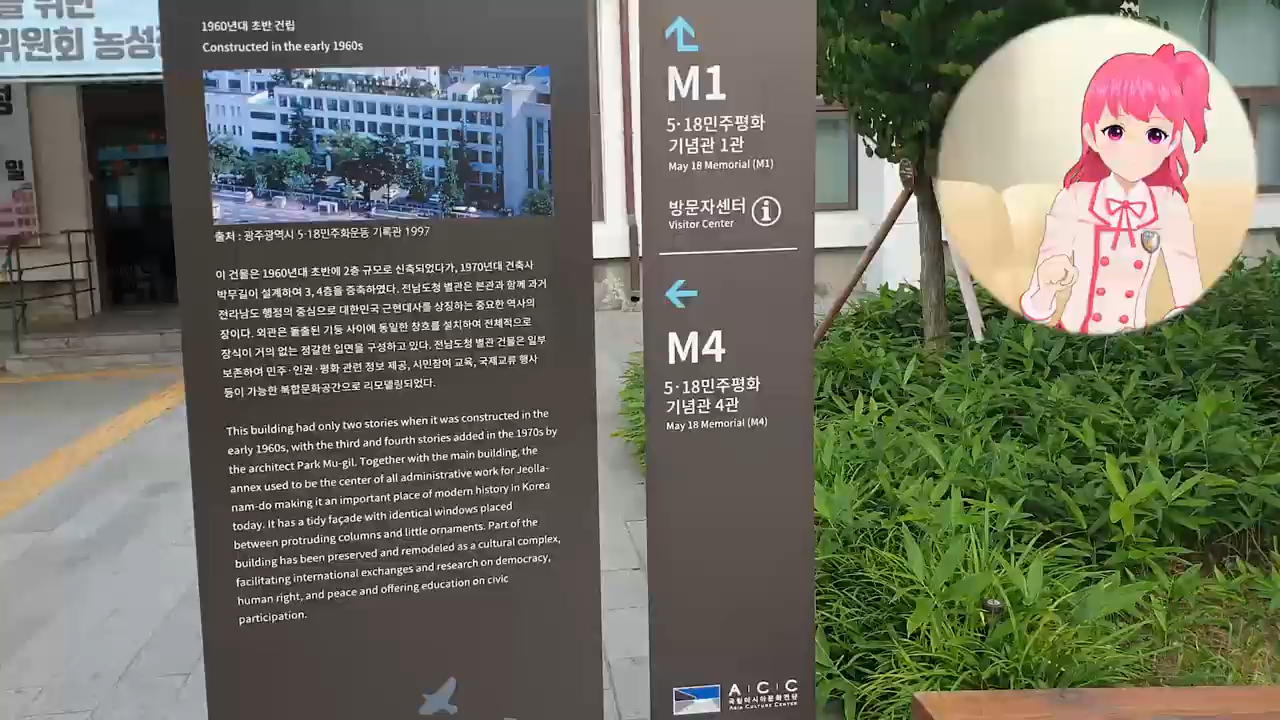 을 위한
위원회 농성
성
일
1960년대 초반 건립
Constructed in the early 1960s
출처 : 광주광역시 5·18민주화운동 기록관 1997
이 건물은 1960년대 초반에 2층 규모로 신축되었다가, 1970년대 건축사
박무길이 설계하여 3, 4층을 증축하였다. 전남도청 별관은 본관과 함께 과거
전라남도 행정의 중심으로 대한민국 근현대사를 상징하는 중요한 역사의
장이다. 외관은 돌출된 기둥 사이에 동일한 창호를 설치하여 전체적으로
장식이 거의 없는 정갈한 입면을 구성하고 있다. 전남도청 별관 건물은 일부
보존하여 민주·인권·평화 관련 정보 제공, 시민참여 교육, 국제교류 행사
등이 가능한 복합문화공간으로 리모델링되었다.
This building had only two stories when it was constructed in the
early 1960s, with the third and fourth stories added in the 1970s by
the architect Park Mu-gil. Together with the main building, the
annex used to be the center of all administrative work for Jeolla-
nam-do making it an important place of modern history in Korea
today. It has a tidy façade with identical windows placed
between protruding columns and little ornaments. Part of the
building has been preserved and remodeled as a cultural complex,
facilitating international exchanges and research on democracy,
human right, and peace and offering education on civic
participation.
M1
5·18민주평화
기념관 1관
May 18 Memorial (M1)
방문자센터
Visitor Center
M4
5·18민주평화
기념관 4관
May 18 Memorial (M4)
A C C
국립아시아문화전당
ASIA CULTURE CENTER